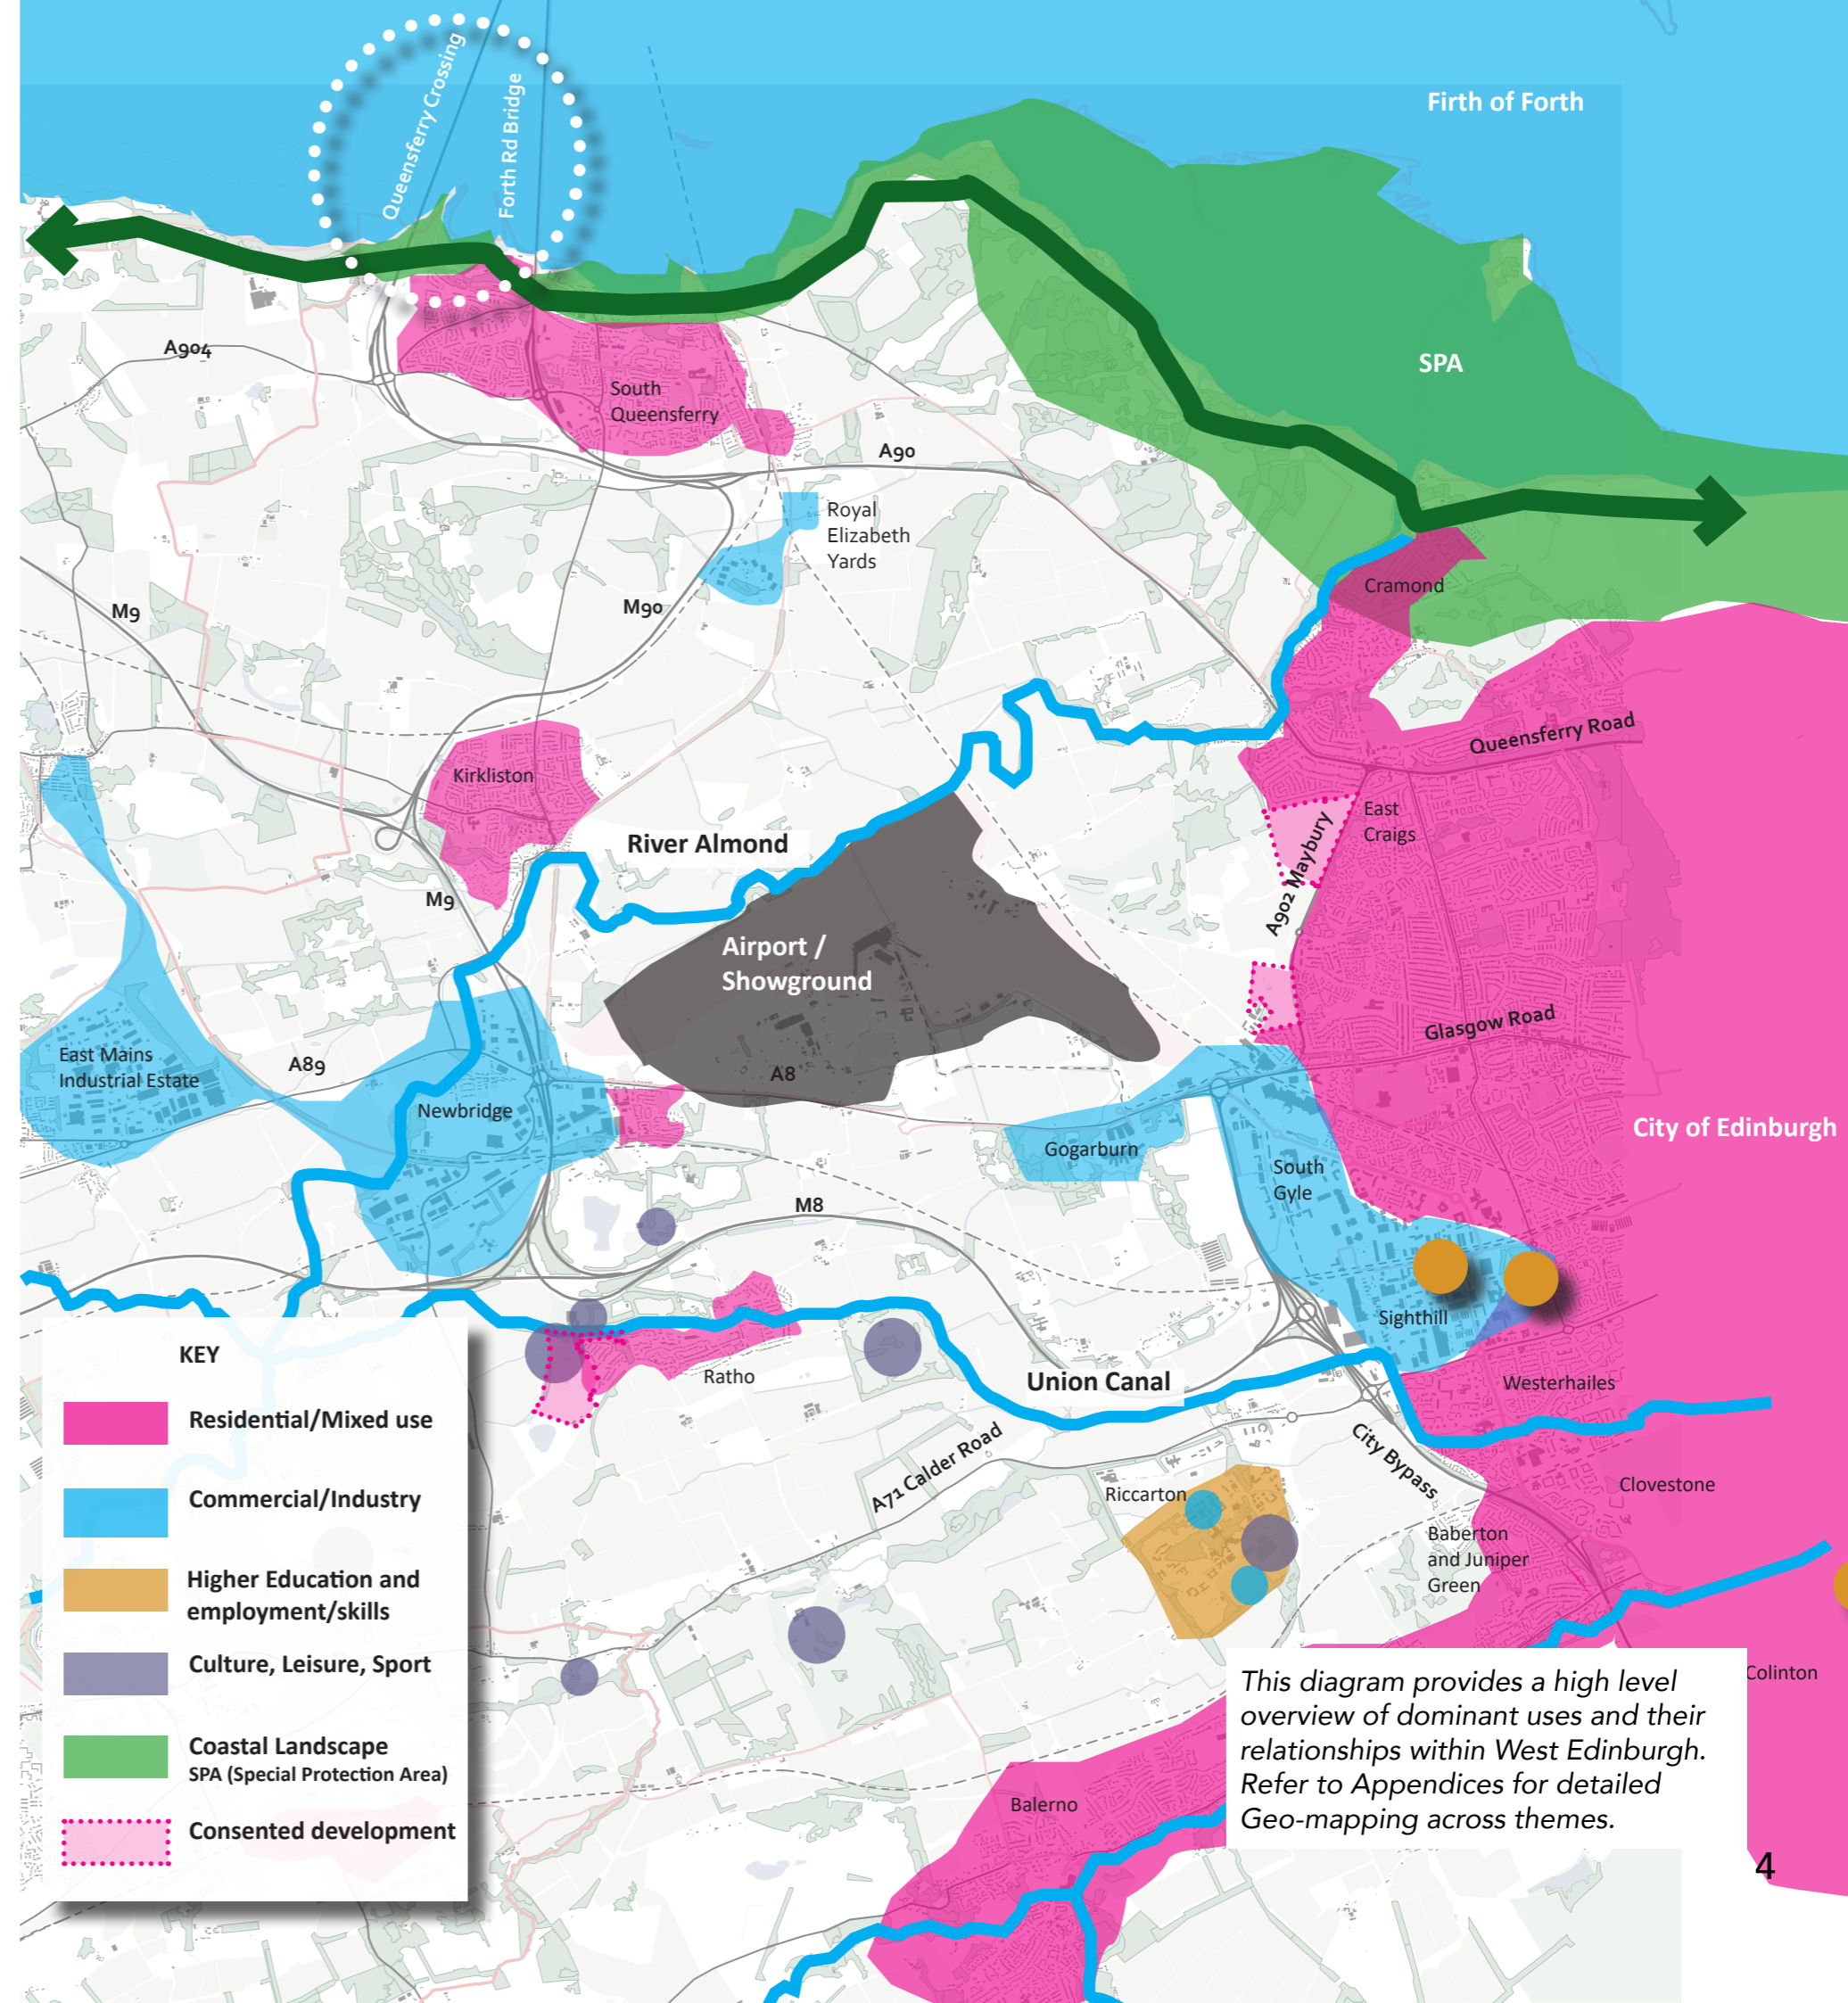 Firth of Forth
Queensferry Crossing
Forth Rd Bridge
SPA
A904
South
Queensferry
A90
Royal
Elizabeth
Yards
Cramond
M9
M90
Queensferry Road
Kirkliston
East
Craigs
River Almond
A902 Maybury
M9
Airport /
Showground
Glasgow Road
East Mains
Industrial Estate
A89
A8
Newbridge
City of Edinburgh
Gogarburn
South
Gyle
M8
Sighthill
Ratho
Union Canal
Westerhailes
A71 Calder Road
City Bypass
Clovestone
Riccarton
Baberton
and Juniper
Green
Colinton
Balerno
KEY
Residential/Mixed use
Commercial/Industry
Higher Education and
employment/skills
Culture, Leisure, Sport
Coastal Landscape
SPA (Special Protection Area)
Consented development
This diagram provides a high level
overview of dominant uses and their
relationships within West Edinburgh.
Refer to Appendices for detailed
Geo-mapping across themes.
4